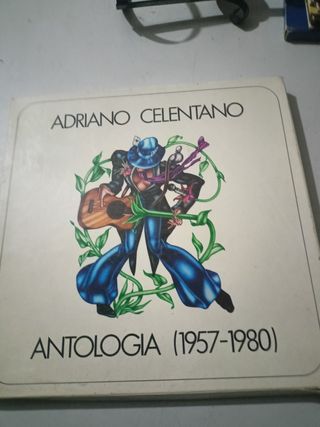 ADRIANO CELENTANO
ANTOLOGIA (1957-1980)